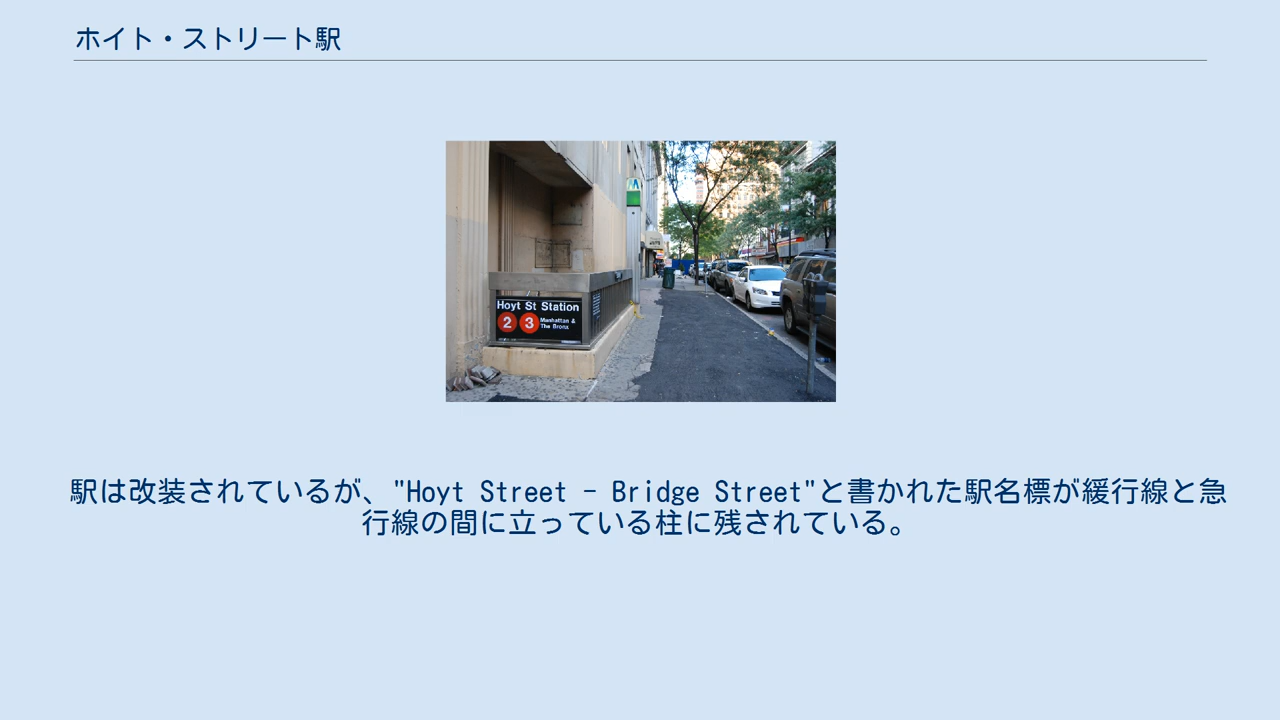 ホイト・ストリート駅
Hoyt St Station
2 3 Manhattan &
The Bronx
駅は改装されているが、"Hoyt Street - Bridge Street"と書かれた駅名標が緩行線と急
行線の間に立っている柱に残されている。